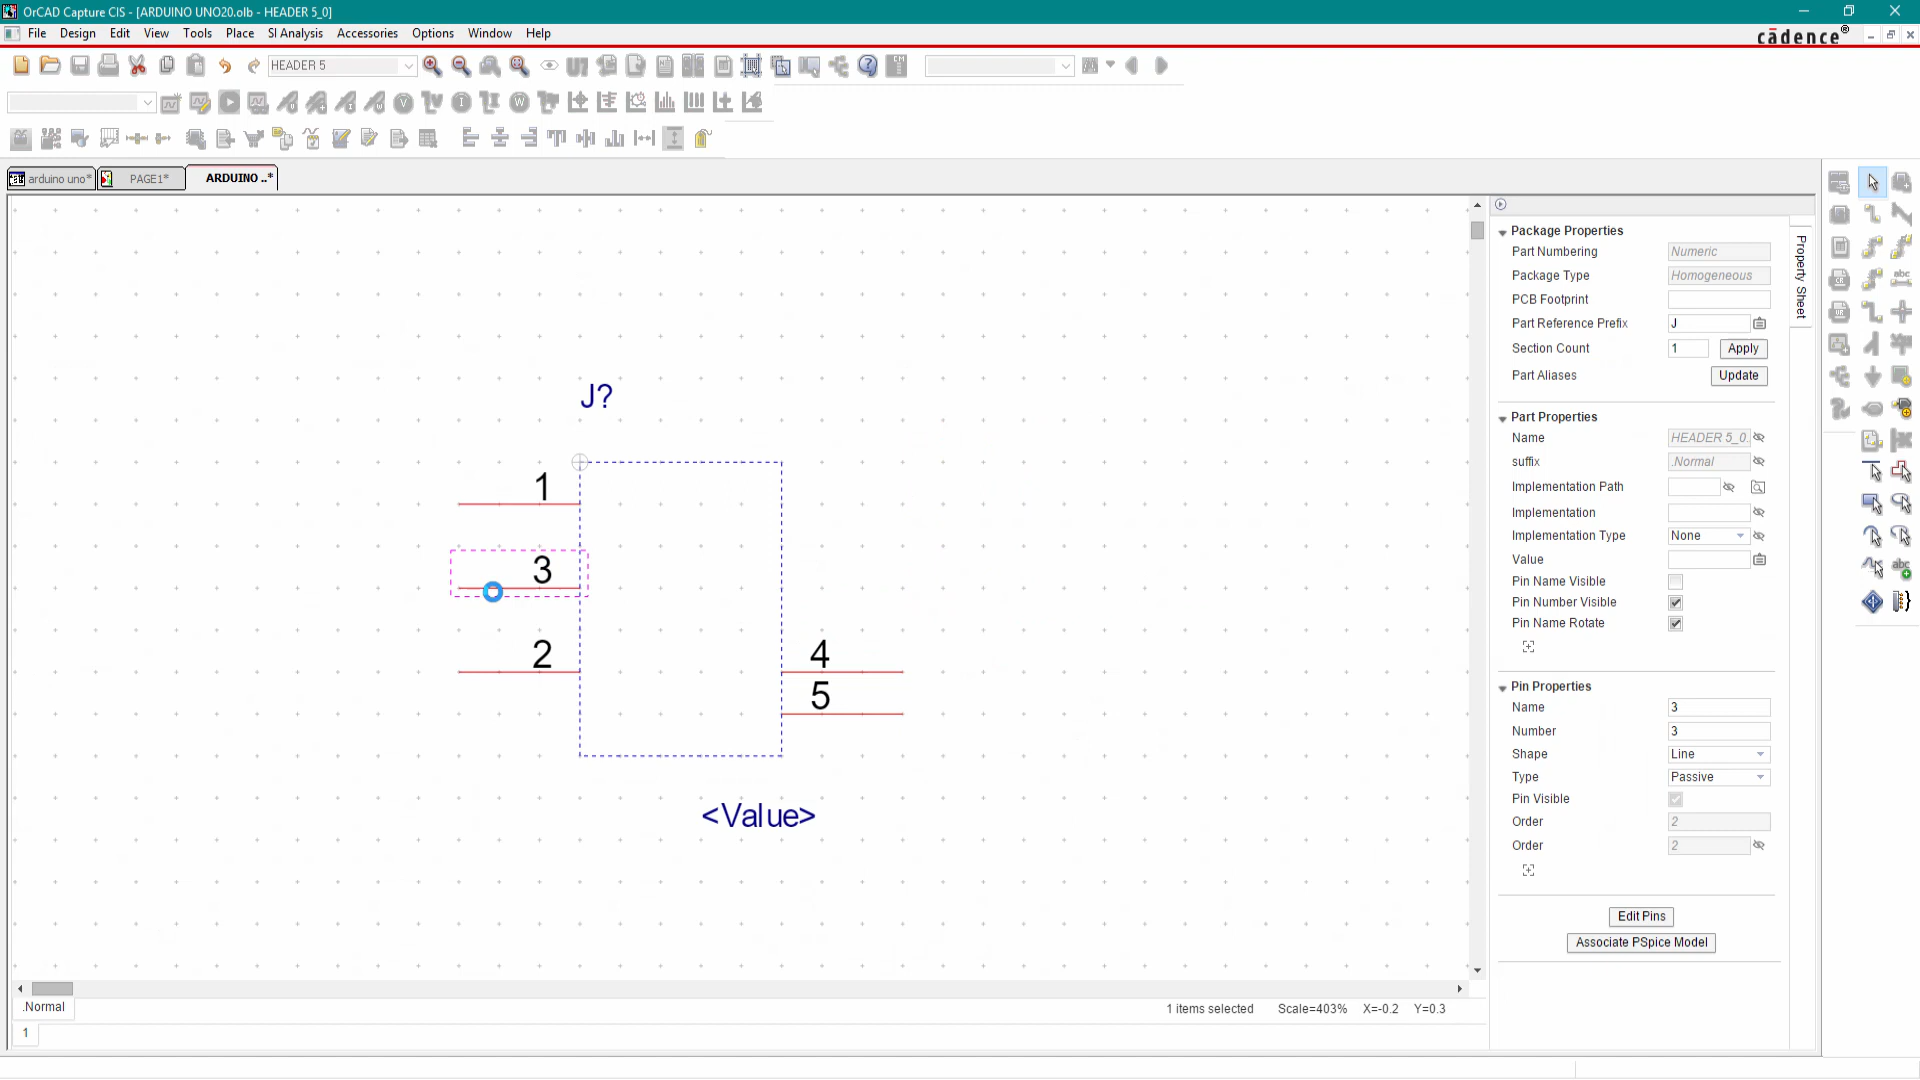 OrCAD Capture CIS - [ARDUINO UNO20.olb - HEADER 5_0]
File Design Edit View Tools Place SI Analysis Accessories Options Window Help
cādence®
HEADER 5
arduino uno* PAGE1* ARDUINO ..*
J?
1
3
2
4
5
<Value>
Property Sheet
Package Properties
Part Numbering Numeric
Package Type Homogeneous
PCB Footprint
Part Reference Prefix J
Section Count 1 Apply
Part Aliases Update
Part Properties
Name HEADER 5_0.
suffix .Normal
Implementation Path
Implementation
Implementation Type None
Value
Pin Name Visible
Pin Number Visible
Pin Name Rotate
Pin Properties
Name 3
Number 3
Shape Line
Type Passive
Pin Visible
Order 2
Order 2
Edit Pins
Associate PSpice Model
.Normal
1 items selected Scale=403% X=-0.2 Y=0.3
1